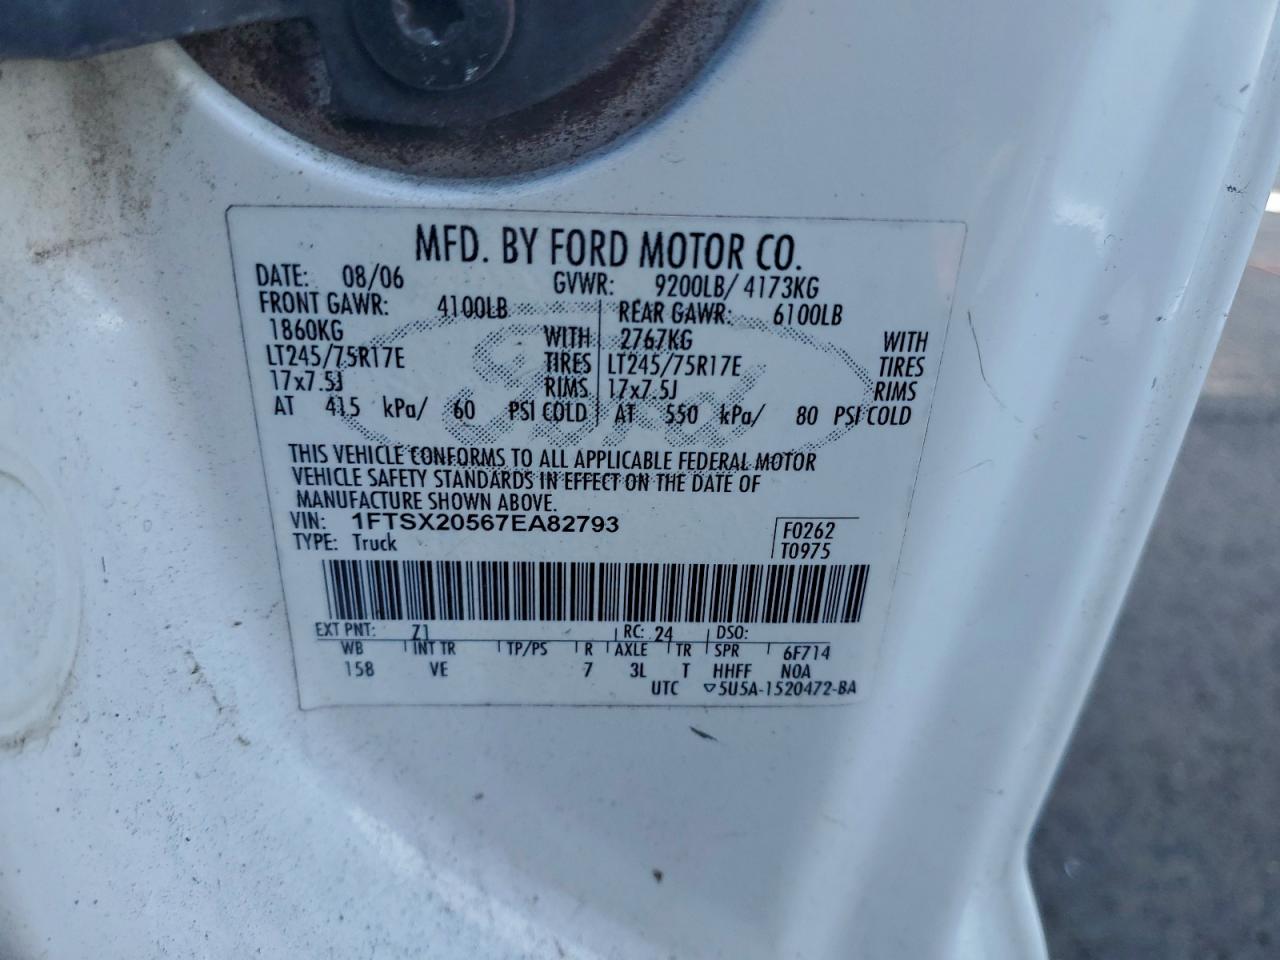 MFD. BY FORD MOTOR CO.
DATE: 08/06 GVWR: 9200LB/ 4173KG
FRONT GAWR: 4100LB REAR GAWR: 6100LB
1860KG WITH 2767KG WITH
LT245/75R17E TIRES LT245/75R17E TIRES
17x7.5J RIMS 17x7.5J RIMS
AT 415 kPa/ 60 PSI COLD AT 550 kPa/ 80 PSI COLD
THIS VEHICLE CONFORMS TO ALL APPLICABLE FEDERAL MOTOR
VEHICLE SAFETY STANDARDS IN EFFECT ON THE DATE OF
MANUFACTURE SHOWN ABOVE.
VIN: 1FTSX20567EA82793 F0262
TYPE: Truck T0975
EXT PNT: Z1 RC: 24 DSO:
WB INT TR TP/PS R AXLE TR SPR 6F714
158 VE 7 3L T HHFF NOA
UTC ▽5U5A-1520472-BA
Ford